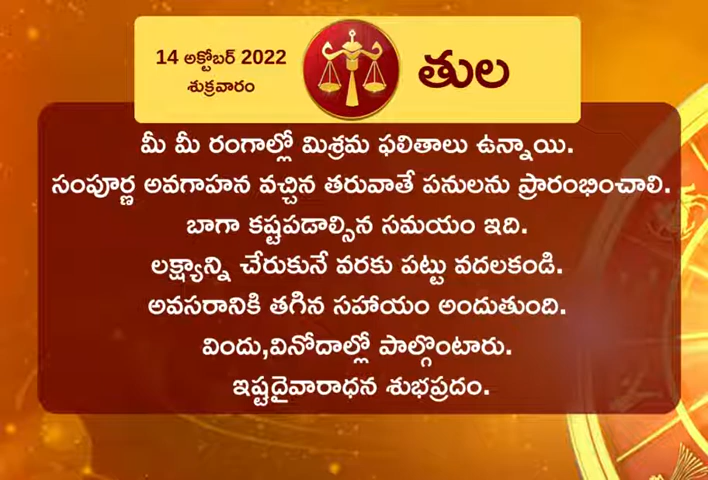 14 అక్టోబర్ 2022
శుక్రవారం
తుల
మీ మీ రంగాల్లో మిశ్రమ ఫలితాలు ఉన్నాయి.
సంపూర్ణ అవగాహన వచ్చిన తరువాతే పనులను ప్రారంభించాలి.
బాగా కష్టపడాల్సిన సమయం ఇది.
లక్ష్యాన్ని చేరుకునే వరకు పట్టు వదలకండి.
అవసరానికి తగిన సహాయం అందుతుంది.
విందు,వినోదాల్లో పాల్గొంటారు.
ఇష్టదైవారాధన శుభప్రదం.